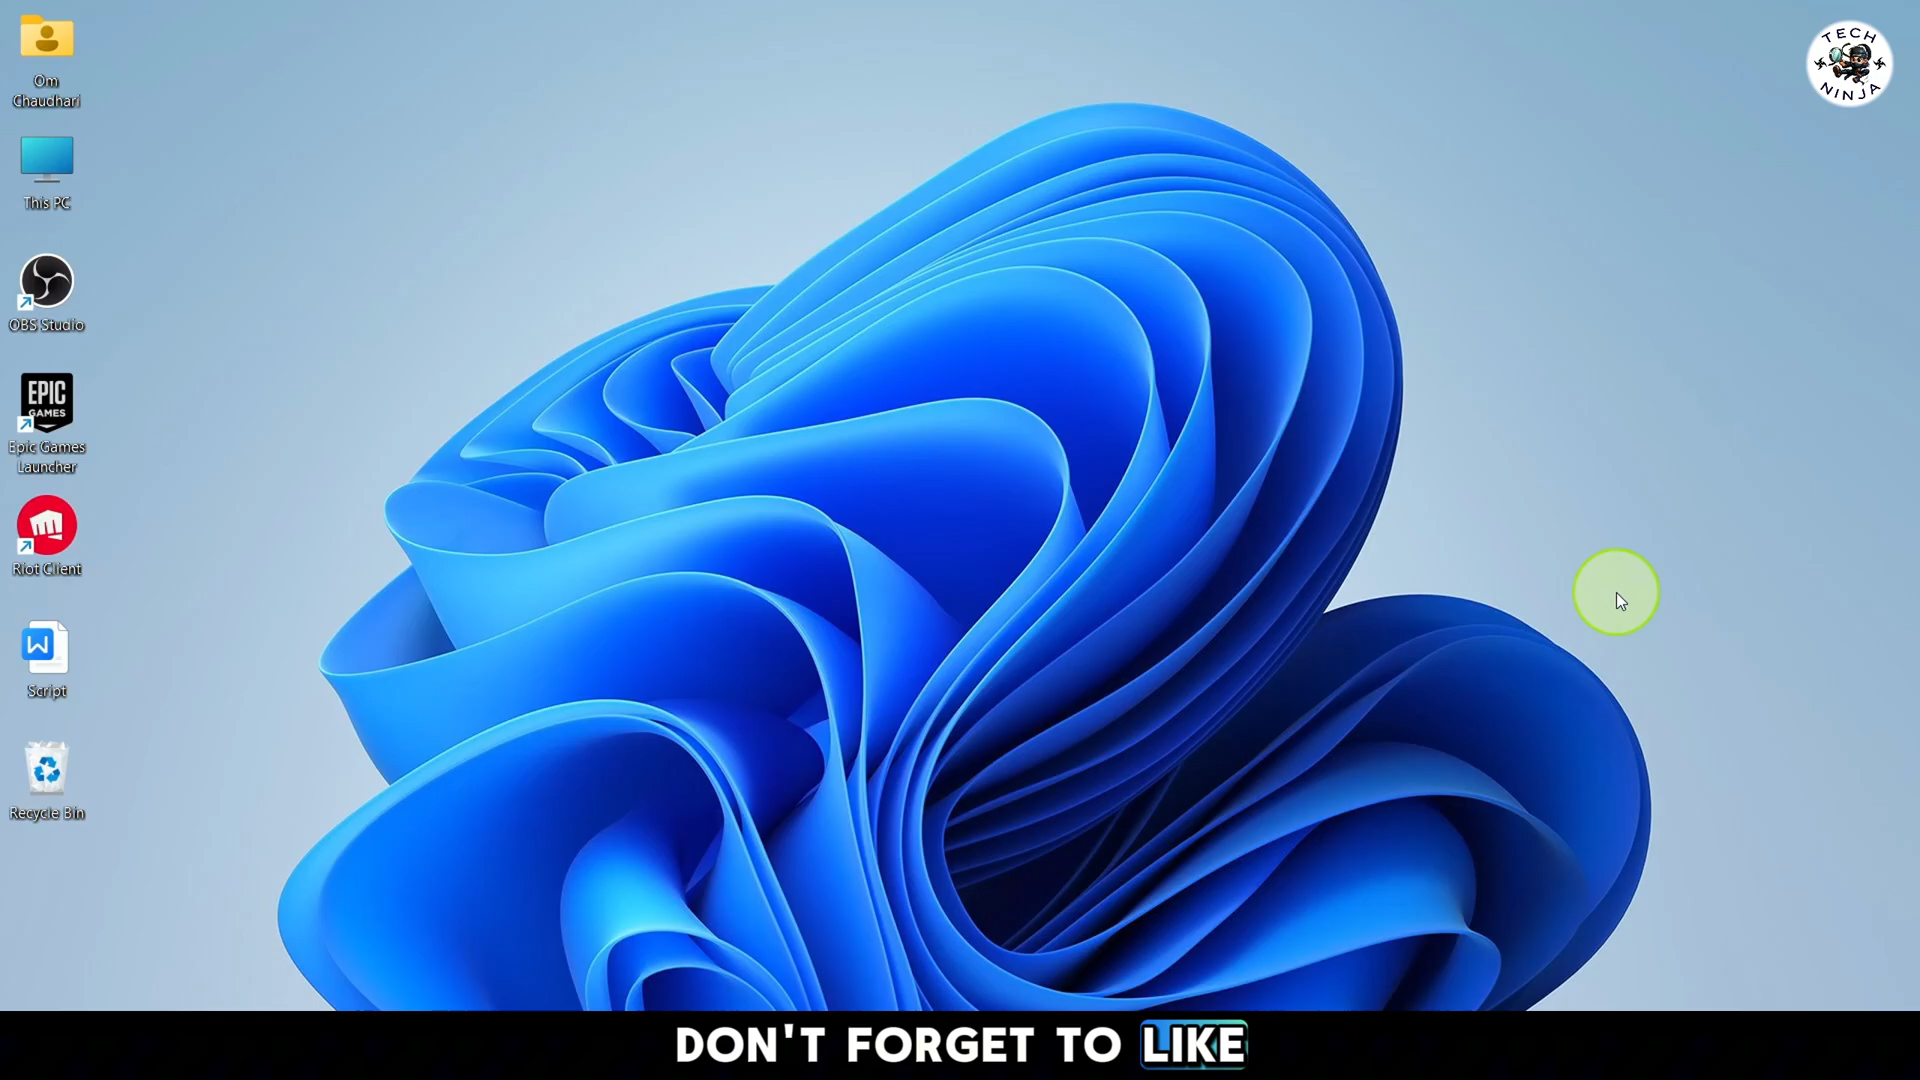 Om
Chaudhari
This PC
OBS Studio
EPIC
GAMES
Epic Games
Launcher
Riot Client
W
Script
Recycle Bin
TECH
NINJA
DON'T FORGET TO LIKE